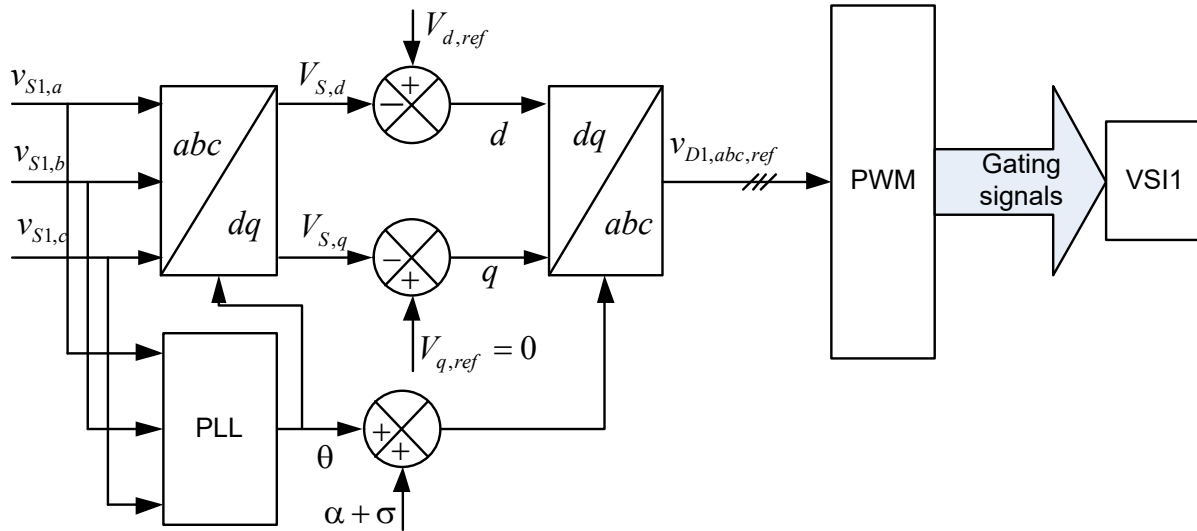 V_{d,ref}
v_{S1,a}
V_{S,d}
+
−
d
abc
dq
dq
abc
v_{S1,b}
v_{D1,abc,ref}
PWM
Gating
signals
VSI1
v_{S1,c}
V_{S,q}
−
+
q
V_{q,ref} = 0
PLL
θ
+
+
α + σ